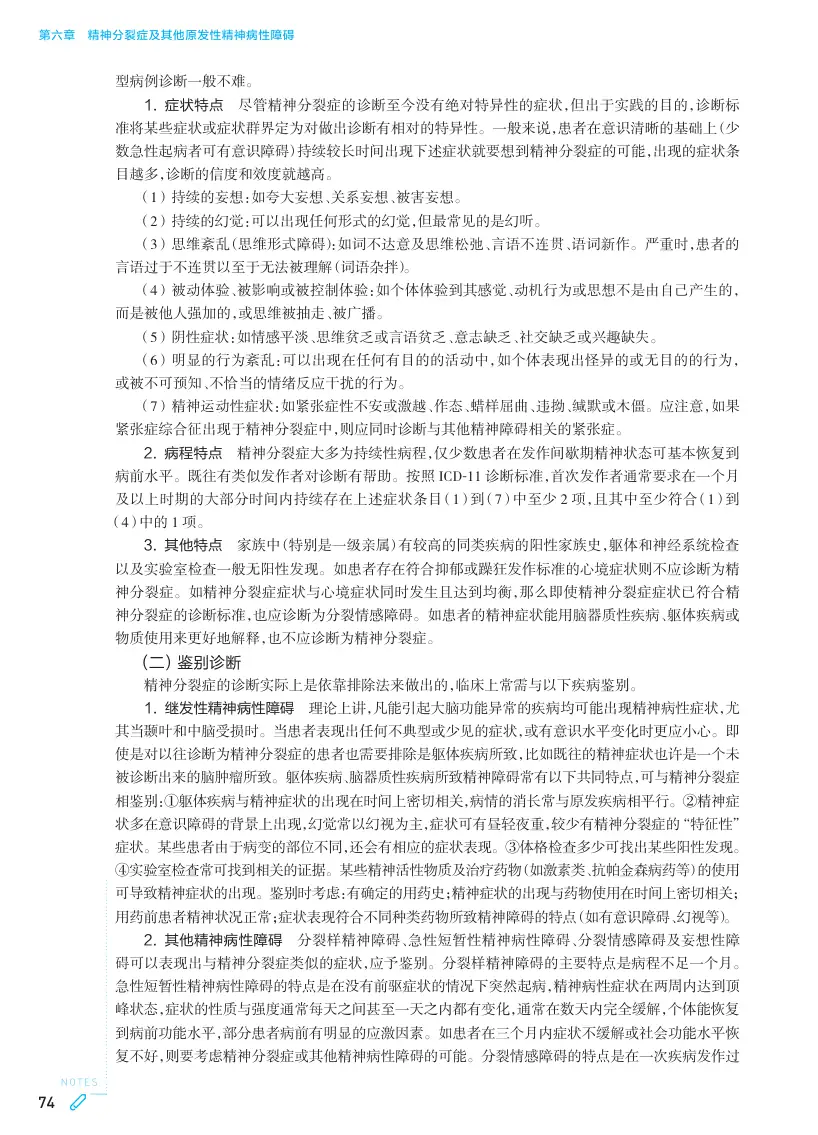 第六章 精神分裂症及其他原发性精神病性障碍
型病例诊断一般不难。
1. 症状特点 尽管精神分裂症的诊断至今没有绝对特异性的症状,但出于实践的目的,诊断标
准将某些症状或症状群界定为对做出诊断有相对的特异性。一般来说,患者在意识清晰的基础上(少
数急性起病者可有意识障碍)持续较长时间出现下述症状就要想到精神分裂症的可能,出现的症状条
目越多,诊断的信度和效度就越高。
(1)持续的妄想:如夸大妄想、关系妄想、被害妄想。
(2)持续的幻觉:可以出现任何形式的幻觉,但最常见的是幻听。
(3)思维紊乱(思维形式障碍):如词不达意及思维松弛、言语不连贯、语词新作。严重时,患者的
言语过于不连贯以至于无法被理解(词语杂拌)。
(4)被动体验、被影响或被控制体验:如个体体验到其感觉、动机行为或思想不是由自己产生的,
而是被他人强加的,或思维被抽走、被广播。
(5)阴性症状:如情感平淡、思维贫乏或言语贫乏、意志缺乏、社交缺乏或兴趣缺失。
(6)明显的行为紊乱:可以出现在任何有目的的活动中,如个体表现出怪异的或无目的的行为,
或被不可预知、不恰当的情绪反应干扰的行为。
(7)精神运动性症状:如紧张症性不安或激越、作态、蜡样屈曲、违拗、缄默或木僵。应注意,如果
紧张症综合征出现于精神分裂症中,则应同时诊断与其他精神障碍相关的紧张症。
2. 病程特点 精神分裂症大多为持续性病程,仅少数患者在发作间歇期精神状态可基本恢复到
病前水平。既往有类似发作者对诊断有帮助。按照 ICD-11 诊断标准,首次发作者通常要求在一个月
及以上时期的大部分时间内持续存在上述症状条目(1)到(7)中至少 2 项,且其中至少符合(1)到
(4)中的 1 项。
3. 其他特点 家族中(特别是一级亲属)有较高的同类疾病的阳性家族史,躯体和神经系统检查
以及实验室检查一般无阳性发现。如患者存在符合抑郁或躁狂发作标准的心境症状则不应诊断为精
神分裂症。如精神分裂症症状与心境症状同时发生且达到均衡,那么即使精神分裂症症状已符合精
神分裂症的诊断标准,也应诊断为分裂情感障碍。如患者的精神症状能用脑器质性疾病、躯体疾病或
物质使用来更好地解释,也不应诊断为精神分裂症。
(二)鉴别诊断
精神分裂症的诊断实际上是依靠排除法来做出的,临床上常需与以下疾病鉴别。
1. 继发性精神病性障碍 理论上讲,凡能引起大脑功能异常的疾病均可能出现精神病性症状,尤
其当颞叶和中脑受损时。当患者表现出任何不典型或少见的症状,或有意识水平变化时更应小心。即
使是对以往诊断为精神分裂症的患者也需要排除是躯体疾病所致,比如既往的精神症状也许是一个未
被诊断出来的脑肿瘤所致。躯体疾病、脑器质性疾病所致精神障碍常有以下共同特点,可与精神分裂症
相鉴别:①躯体疾病与精神症状的出现在时间上密切相关,病情的消长常与原发疾病相平行。②精神症
状多在意识障碍的背景上出现,幻觉常以幻视为主,症状可有昼轻夜重,较少有精神分裂症的“特征性”
症状。某些患者由于病变的部位不同,还会有相应的症状表现。③体格检查多少可找出某些阳性发现。
④实验室检查常可找到相关的证据。某些精神活性物质及治疗药物(如激素类、抗帕金森病药等)的使用
可导致精神症状的出现。鉴别时考虑:有确定的用药史;精神症状的出现与药物使用在时间上密切相关;
用药前患者精神状况正常;症状表现符合不同种类药物所致精神障碍的特点(如有意识障碍、幻视等)。
2. 其他精神病性障碍 分裂样精神障碍、急性短暂性精神病性障碍、分裂情感障碍及妄想性障
碍可以表现出与精神分裂症类似的症状,应予鉴别。分裂样精神障碍的主要特点是病程不足一个月。
急性短暂性精神病性障碍的特点是在没有前驱症状的情况下突然起病,精神病性症状在两周内达到顶
峰状态,症状的性质与强度通常每天之间甚至一天之内都有变化,通常在数天内完全缓解,个体能恢复
到病前功能水平,部分患者病前有明显的应激因素。如患者在三个月内症状不缓解或社会功能水平恢
复不好,则要考虑精神分裂症或其他精神病性障碍的可能。分裂情感障碍的特点是在一次疾病发作过
NOTES
74